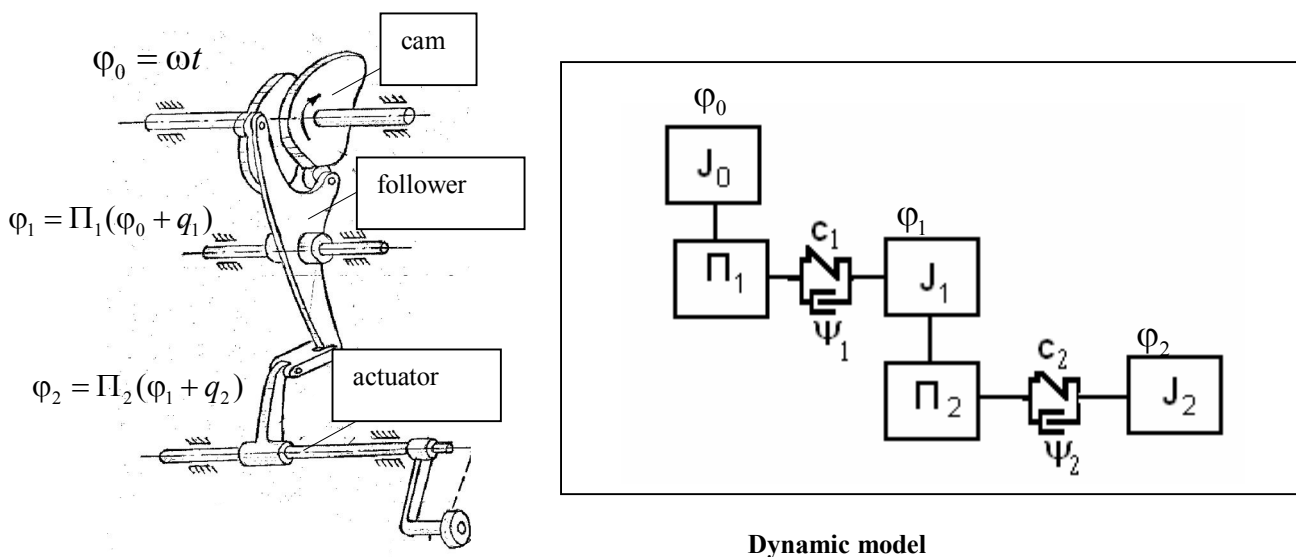 φ₀ = ωt
cam
follower
φ₁ = Π₁(φ₀ + q₁)
actuator
φ₂ = Π₂(φ₁ + q₂)
φ₀
J₀
Π₁
c₁
ψ₁
φ₁
J₁
Π₂
c₂
ψ₂
φ₂
J₂
Dynamic model